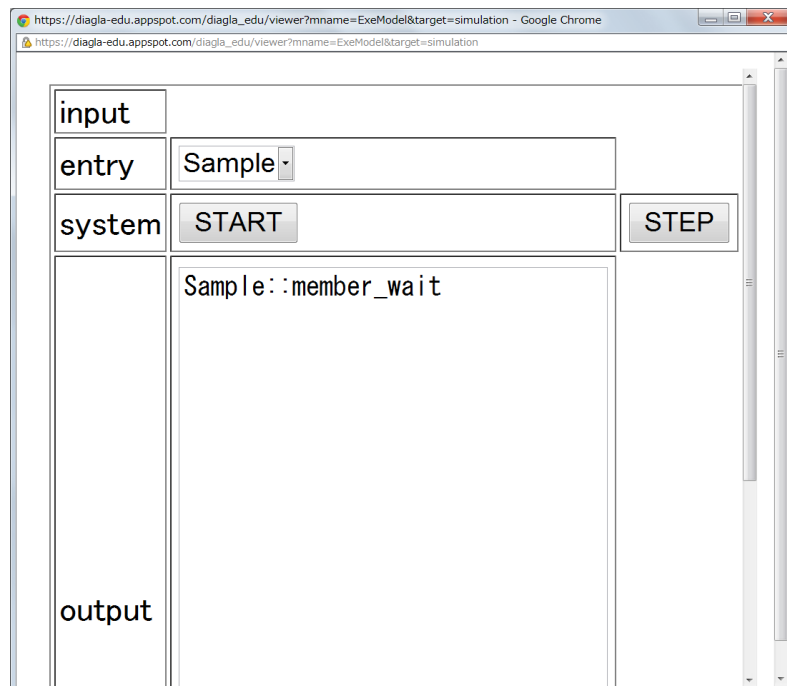 https://diagla-edu.appspot.com/diagla_edu/viewer?mname=ExeModel&target=simulation - Google Chrome
https://diagla-edu.appspot.com/diagla_edu/viewer?mname=ExeModel&target=simulation
input
entry Sample
system START STEP
Sample::member_wait
output